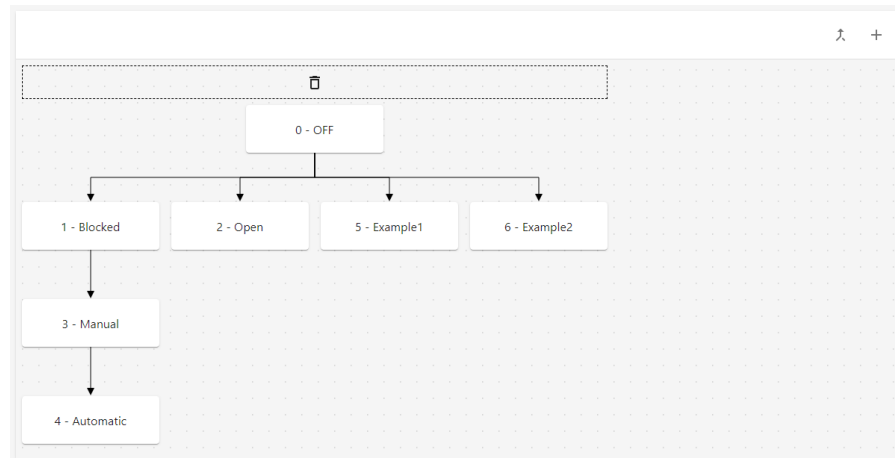 0 - OFF
1 - Blocked
2 - Open
5 - Example1
6 - Example2
3 - Manual
4 - Automatic